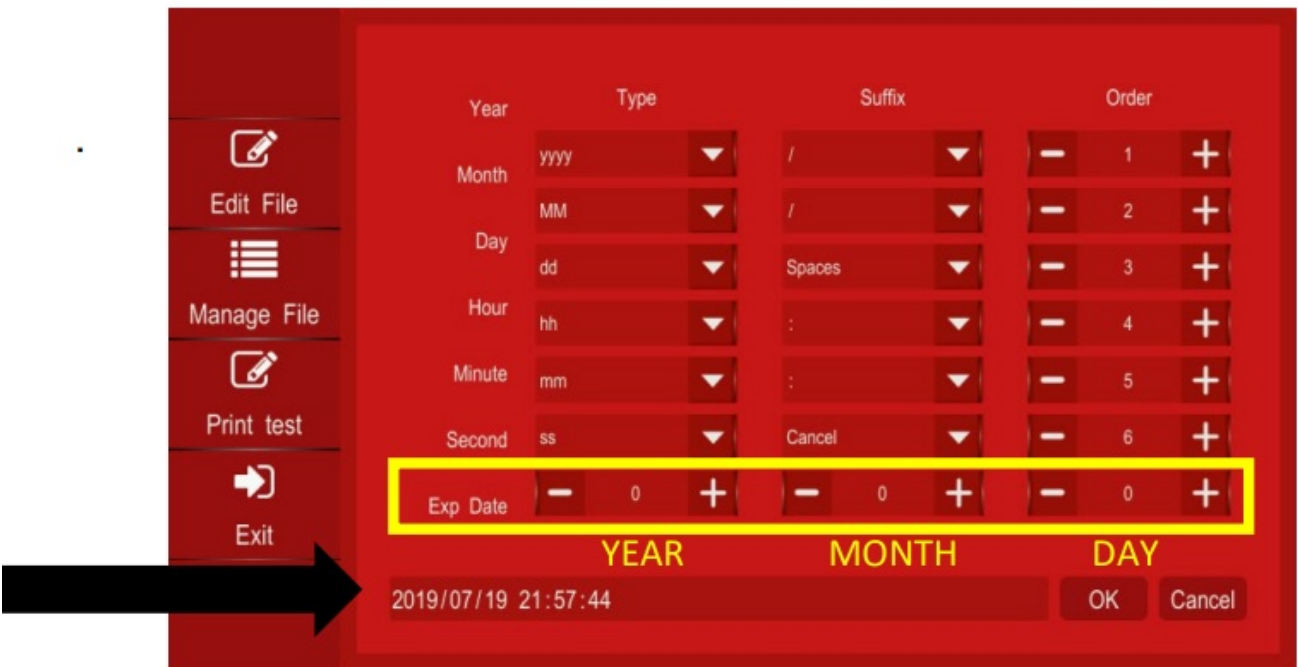 Type Suffix Order
Year
yyyy / 1
Month
MM / 2
Day
dd Spaces 3
Hour
hh : 4
Minute
mm : 5
Second ss Cancel 6
Exp Date 0 0 0
YEAR MONTH DAY
2019/07/19 21:57:44 OK Cancel
Edit File
Manage File
Print test
Exit